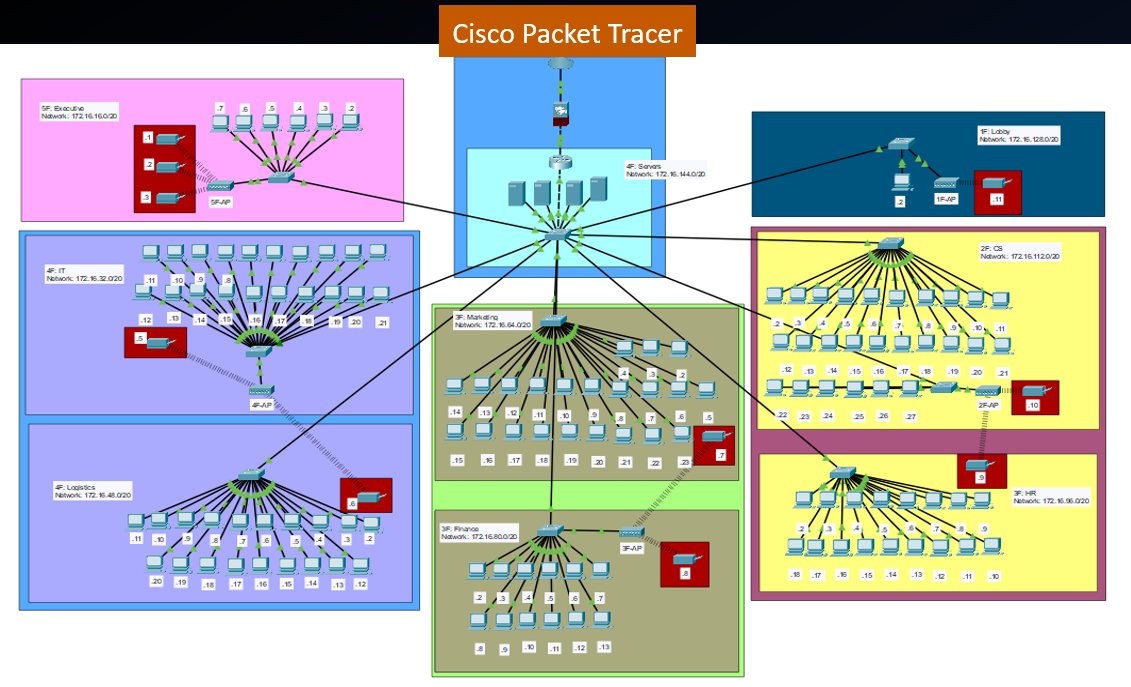 Cisco Packet Tracer
5F: Executive
Network: 172.16.16.0/20
.7 .6 .5 .4 .3 .2
.1
.2
.3
5F-AP
4F: Servers
Network: 172.16.144.0/20
1F: Lobby
Network: 172.16.128.0/20
.2
1F-AP
.11
4F: IT
Network: 172.16.32.0/20
.11 .10 .9 .8
.12 .13 .14 .15 .16 .17 .18 .19 .20 .21
.5
4F-AP
4F: Logistics
Network: 172.16.48.0/20
.6
.11 .10 .9 .8 .7 .6 .5 .4 .3 .2
.20 .19 .18 .17 .16 .15 .14 .13 .12
3F: Marketing
Network: 172.16.64.0/20
.4 .3 .2
.14 .13 .12 .11 .10 .9 .8 .7 .6 .5
.15 .16 .17 .18 .19 .20 .21 .22 .23
.7
3F: Finance
Network: 172.16.80.0/20
3F-AP
.8
.2 .3 .4 .5 .6 .7
.8 .9 .10 .11 .12 .13
2F: CS
Network: 172.16.112.0/20
.2 .3 .4 .5 .6 .7 .8 .9 .10 .11
.12 .13 .14 .15 .16 .17 .18 .19 .20 .21
.22 .23 .24 .25 .26 .27
2F-AP
.10
.9
3F: HR
Network: 172.16.96.0/20
.2 .3 .4 .5 .6 .7 .8 .9
.18 .17 .16 .15 .14 .13 .12 .11 .10